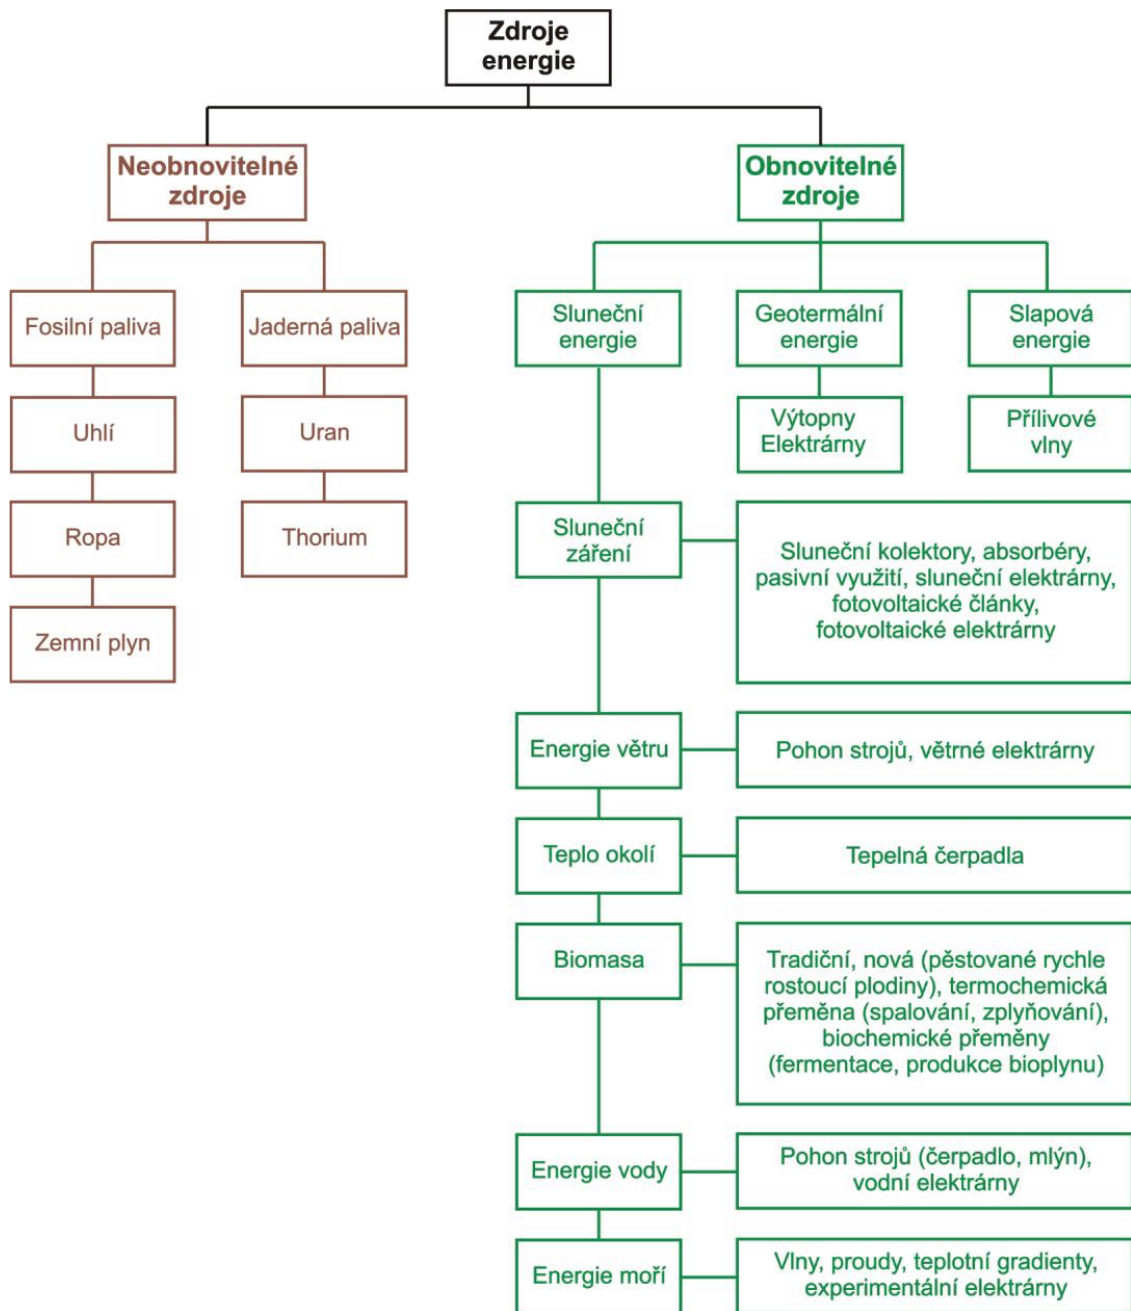 Zdroje
energie
Neobnovitelné
zdroje
Obnovitelné
zdroje
Fosilní paliva
Jaderná paliva
Sluneční
energie
Geotermální
energie
Slapová
energie
Uhlí
Uran
Výtopny
Elektrárny
Přílivové
vlny
Ropa
Thorium
Sluneční
záření
Sluneční kolektory, absorbéry,
pasivní využití, sluneční elektrárny,
fotovoltaické články,
fotovoltaické elektrárny
Zemní plyn
Energie větru
Pohon strojů, větrné elektrárny
Teplo okolí
Tepelná čerpadla
Biomasa
Tradiční, nová (pěstované rychle
rostoucí plodiny), termochemická
přeměna (spalování, zplyňování),
biochemické přeměny
(fermentace, produkce bioplynu)
Energie vody
Pohon strojů (čerpadlo, mlýn),
vodní elektrárny
Energie moří
Vlny, proudy, teplotní gradienty,
experimentální elektrárny